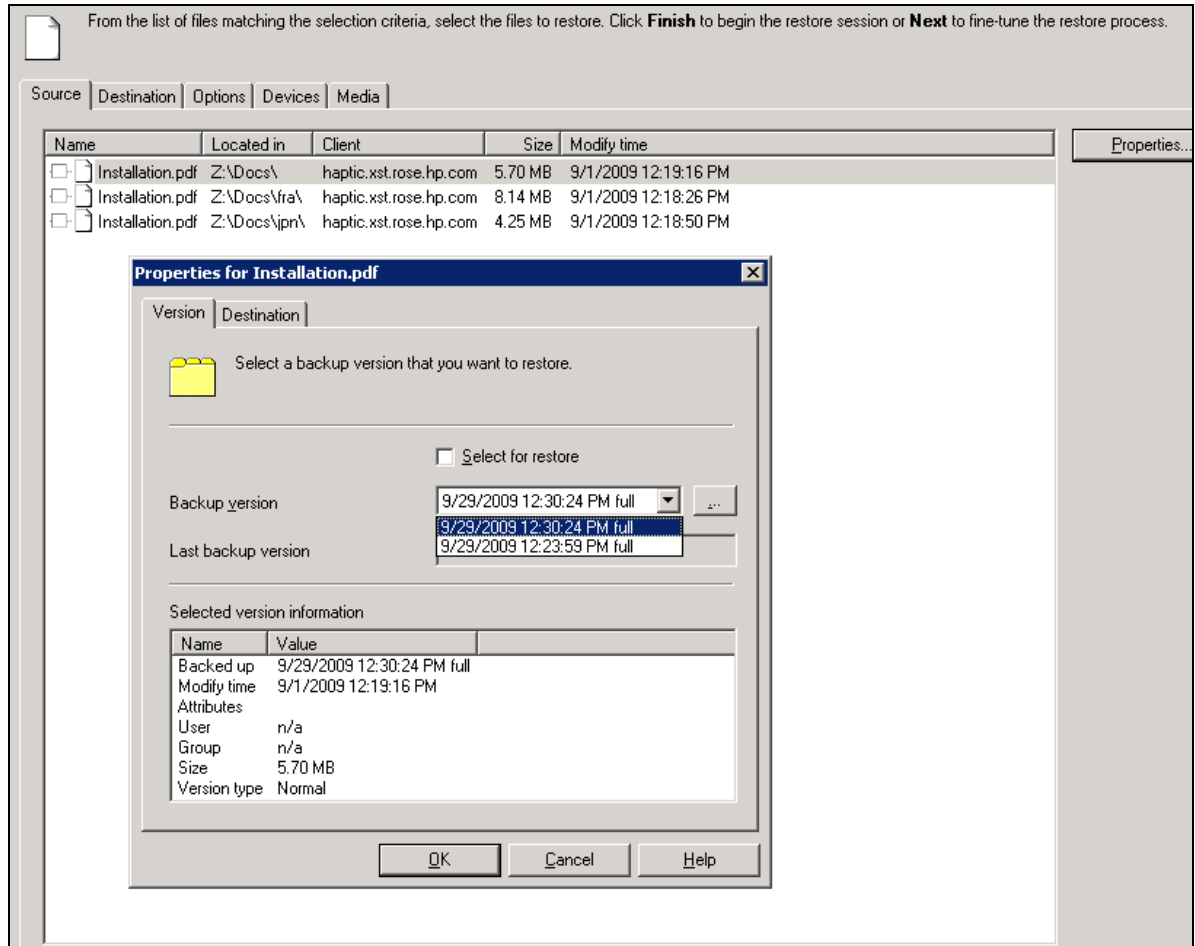 From the list of files matching the selection criteria, select the files to restore. Click Finish to begin the restore session or Next to fine-tune the restore process.
Source Destination Options Devices Media
Name Located in Client Size Modify time
Properties...
Installation.pdf Z:\Docs\ haptic.xst.rose.hp.com 5.70 MB 9/1/2009 12:19:16 PM
Installation.pdf Z:\Docs\fra\ haptic.xst.rose.hp.com 8.14 MB 9/1/2009 12:18:26 PM
Installation.pdf Z:\Docs\jpn\ haptic.xst.rose.hp.com 4.25 MB 9/1/2009 12:18:50 PM
Properties for Installation.pdf
Version Destination
Select a backup version that you want to restore.
Select for restore
Backup version 9/29/2009 12:30:24 PM full ...
9/29/2009 12:30:24 PM full
Last backup version 9/29/2009 12:23:59 PM full
Selected version information
Name Value
Backed up 9/29/2009 12:30:24 PM full
Modify time 9/1/2009 12:19:16 PM
Attributes
User n/a
Group n/a
Size 5.70 MB
Version type Normal
OK Cancel Help